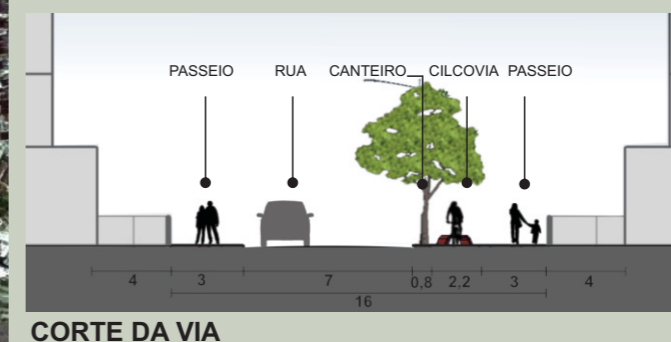 PASSEIO RUA CANTEIRO CILCOVIA PASSEIO
4 3 7 0,8 2,2 3 4
16
CORTE DA VIA